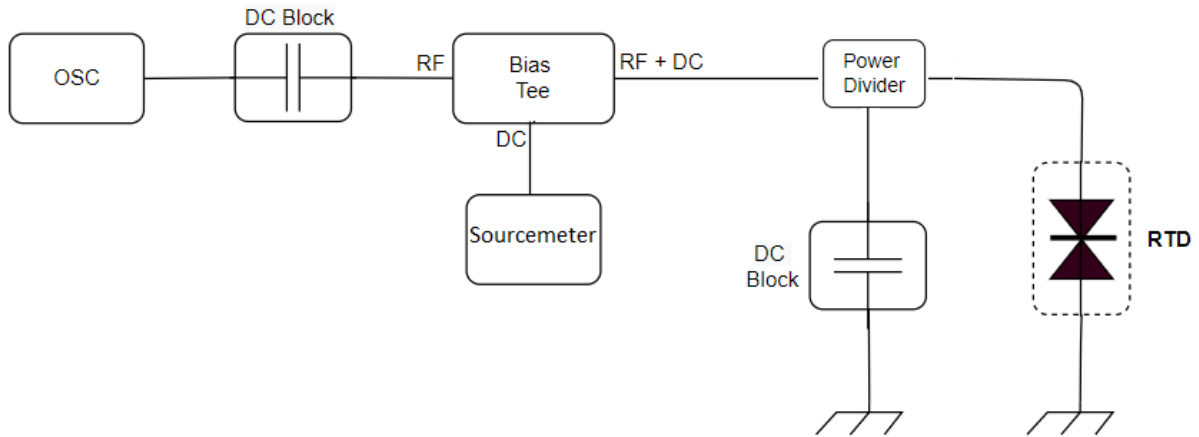 DC Block
OSC
RF
Bias
Tee
RF + DC
Power
Divider
DC
Sourcemeter
DC
Block
RTD